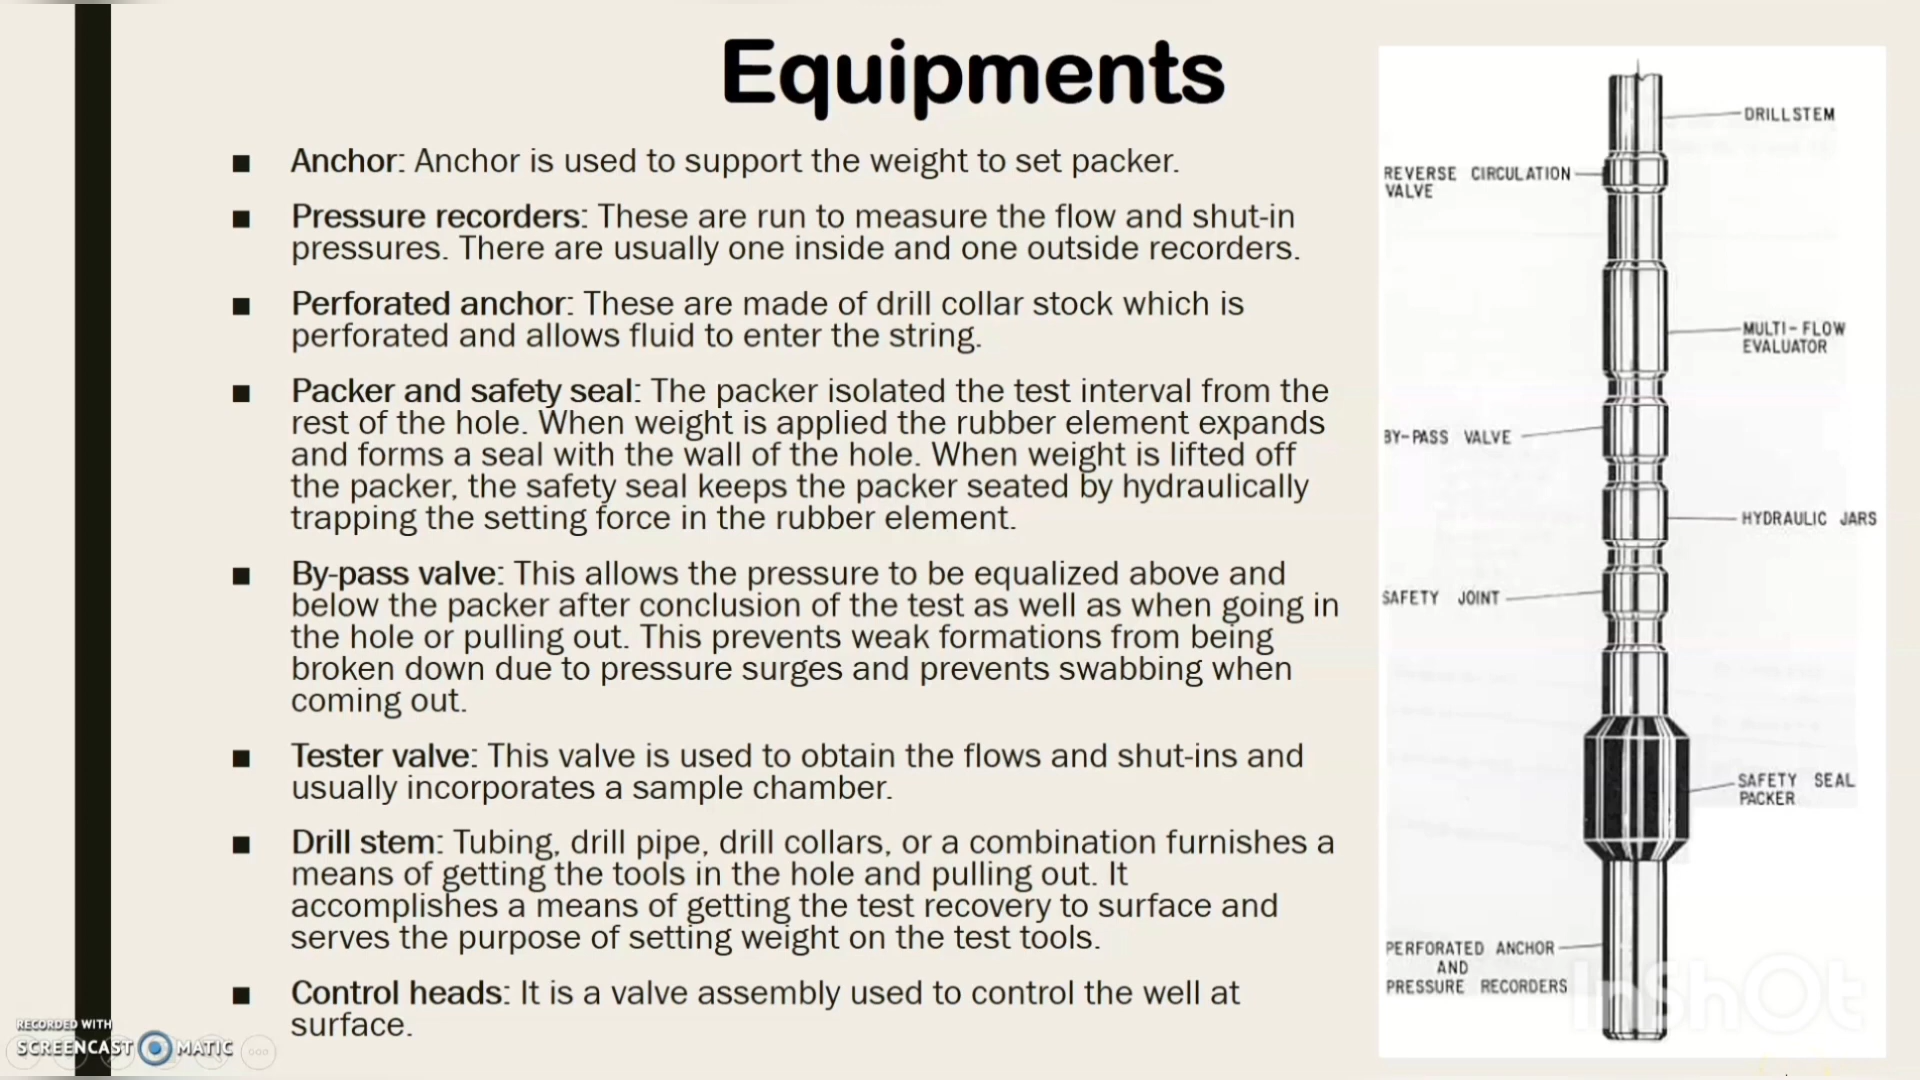 Equipments
■ Anchor: Anchor is used to support the weight to set packer.
■ Pressure recorders: These are run to measure the flow and shut-in
pressures. There are usually one inside and one outside recorders.
■ Perforated anchor: These are made of drill collar stock which is
perforated and allows fluid to enter the string.
■ Packer and safety seal: The packer isolated the test interval from the
rest of the hole. When weight is applied the rubber element expands
and forms a seal with the wall of the hole. When weight is lifted off
the packer, the safety seal keeps the packer seated by hydraulically
trapping the setting force in the rubber element.
■ By-pass valve: This allows the pressure to be equalized above and
below the packer after conclusion of the test as well as when going in
the hole or pulling out. This prevents weak formations from being
broken down due to pressure surges and prevents swabbing when
coming out.
■ Tester valve: This valve is used to obtain the flows and shut-ins and
usually incorporates a sample chamber.
■ Drill stem: Tubing, drill pipe, drill collars, or a combination furnishes a
means of getting the tools in the hole and pulling out. It
accomplishes a means of getting the test recovery to surface and
serves the purpose of setting weight on the test tools.
■ Control heads: It is a valve assembly used to control the well at
surface.
DRILLSTEM
REVERSE CIRCULATION
VALVE
MULTI-FLOW
EVALUATOR
BY-PASS VALVE
HYDRAULIC JARS
SAFETY JOINT
SAFETY SEAL
PACKER
PERFORATED ANCHOR
AND
PRESSURE RECORDERS
InShOt
RECORDED WITH
SCREENCAST MATIC